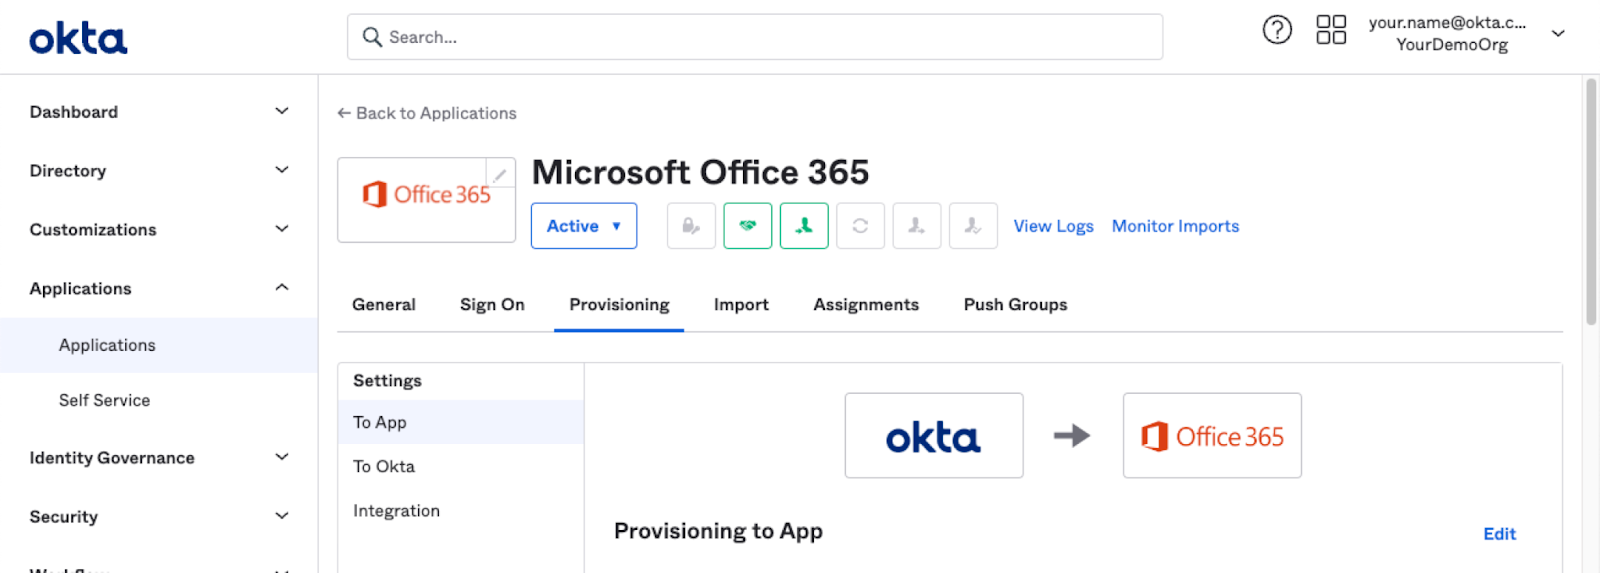 okta
Search...
your.name@okta.c...
YourDemoOrg
Dashboard
Directory
Customizations
Applications
Applications
Self Service
Identity Governance
Security
← Back to Applications
Office 365
Microsoft Office 365
Active
View Logs
Monitor Imports
General
Sign On
Provisioning
Import
Assignments
Push Groups
Settings
To App
To Okta
Integration
okta
Office 365
Provisioning to App
Edit